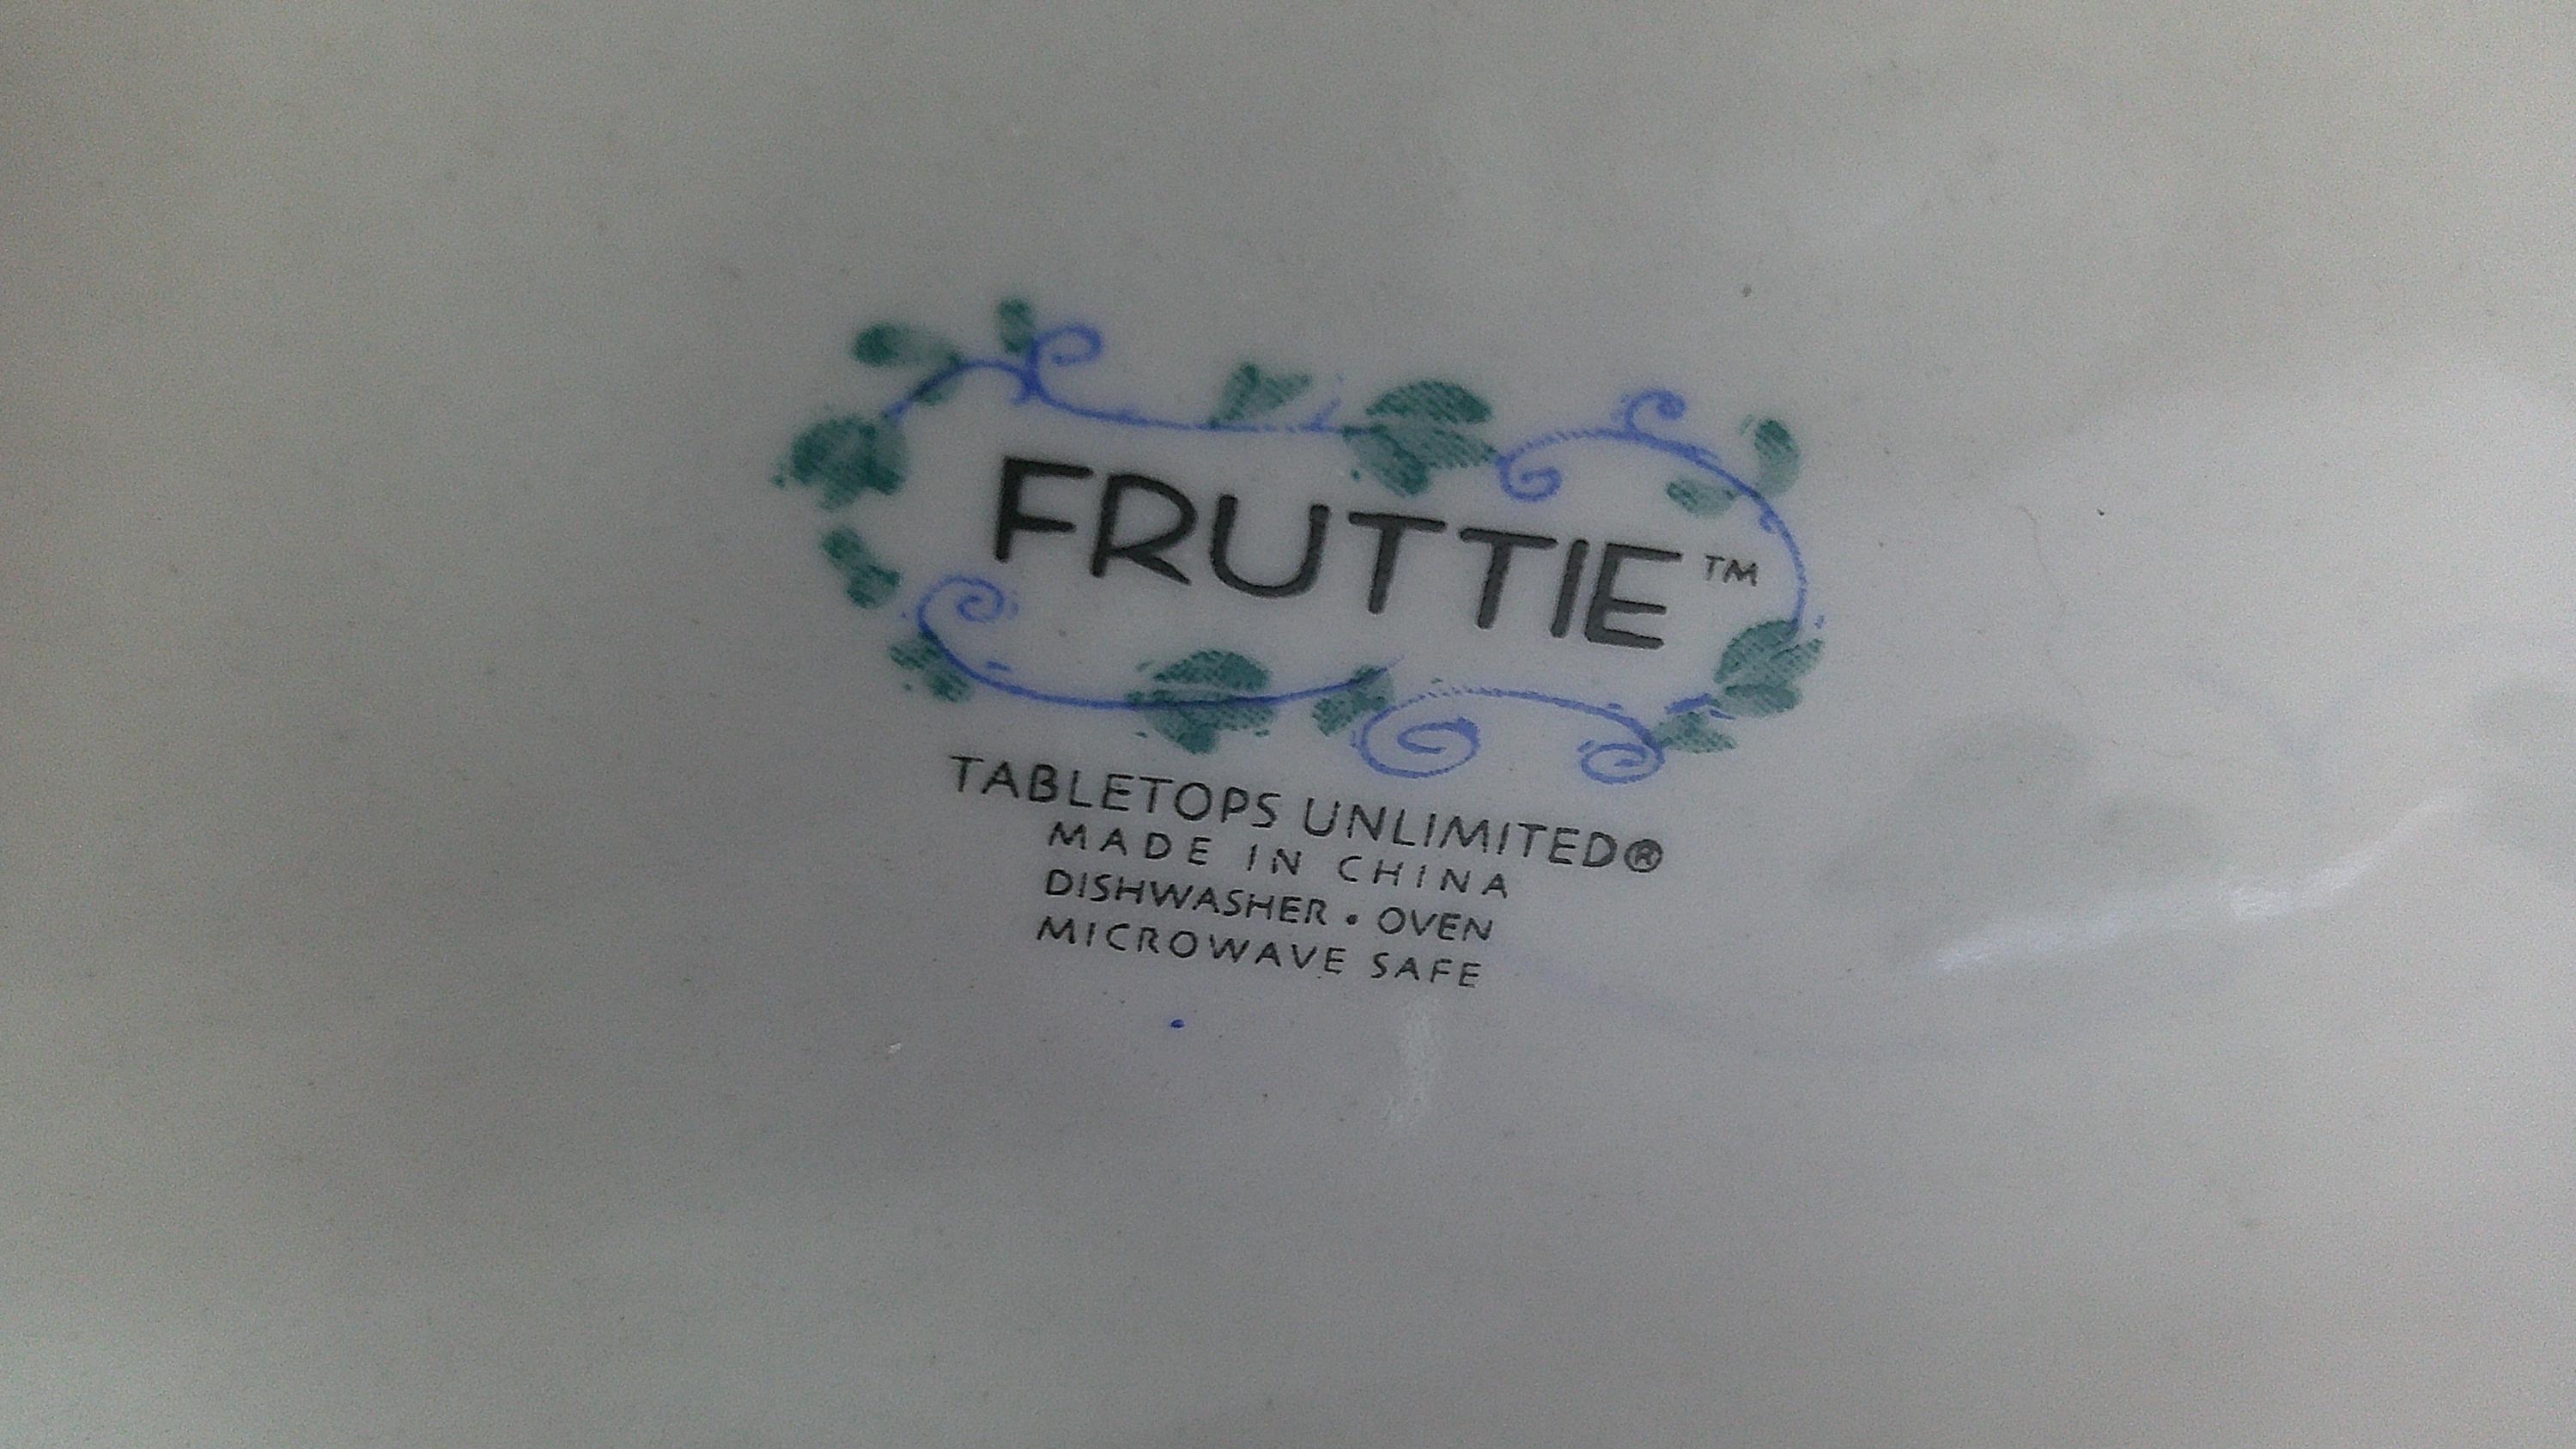 FRUTTIE™
TABLETOPS UNLIMITED®
MADE IN CHINA
DISHWASHER • OVEN
MICROWAVE SAFE